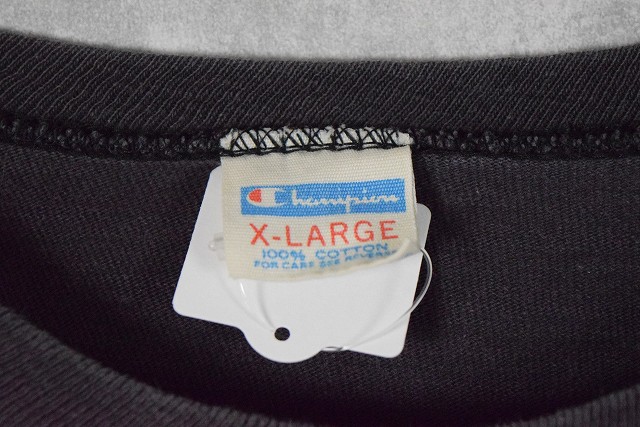 Champion
X-LARGE
100% COTTON
FOR CARE SEE REVERSE